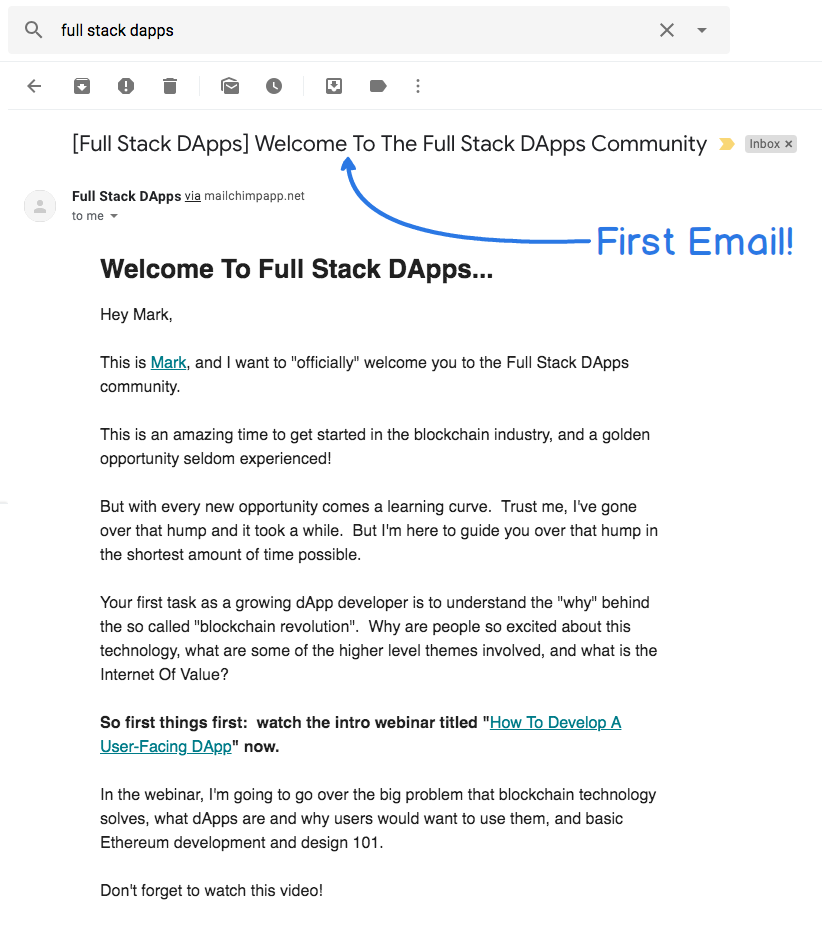 full stack dapps
[Full Stack DApps] Welcome To The Full Stack DApps Community
Inbox ×
Full Stack DApps via mailchimpapp.net
to me
First Email!
Welcome To Full Stack DApps...
Hey Mark,
This is Mark, and I want to "officially" welcome you to the Full Stack DApps
community.
This is an amazing time to get started in the blockchain industry, and a golden
opportunity seldom experienced!
But with every new opportunity comes a learning curve.  Trust me, I've gone
over that hump and it took a while.  But I'm here to guide you over that hump in
the shortest amount of time possible.
Your first task as a growing dApp developer is to understand the "why" behind
the so called "blockchain revolution".  Why are people so excited about this
technology, what are some of the higher level themes involved, and what is the
Internet Of Value?
So first things first:  watch the intro webinar titled "How To Develop A
User-Facing DApp" now.
In the webinar, I'm going to go over the big problem that blockchain technology
solves, what dApps are and why users would want to use them, and basic
Ethereum development and design 101.
Don't forget to watch this video!